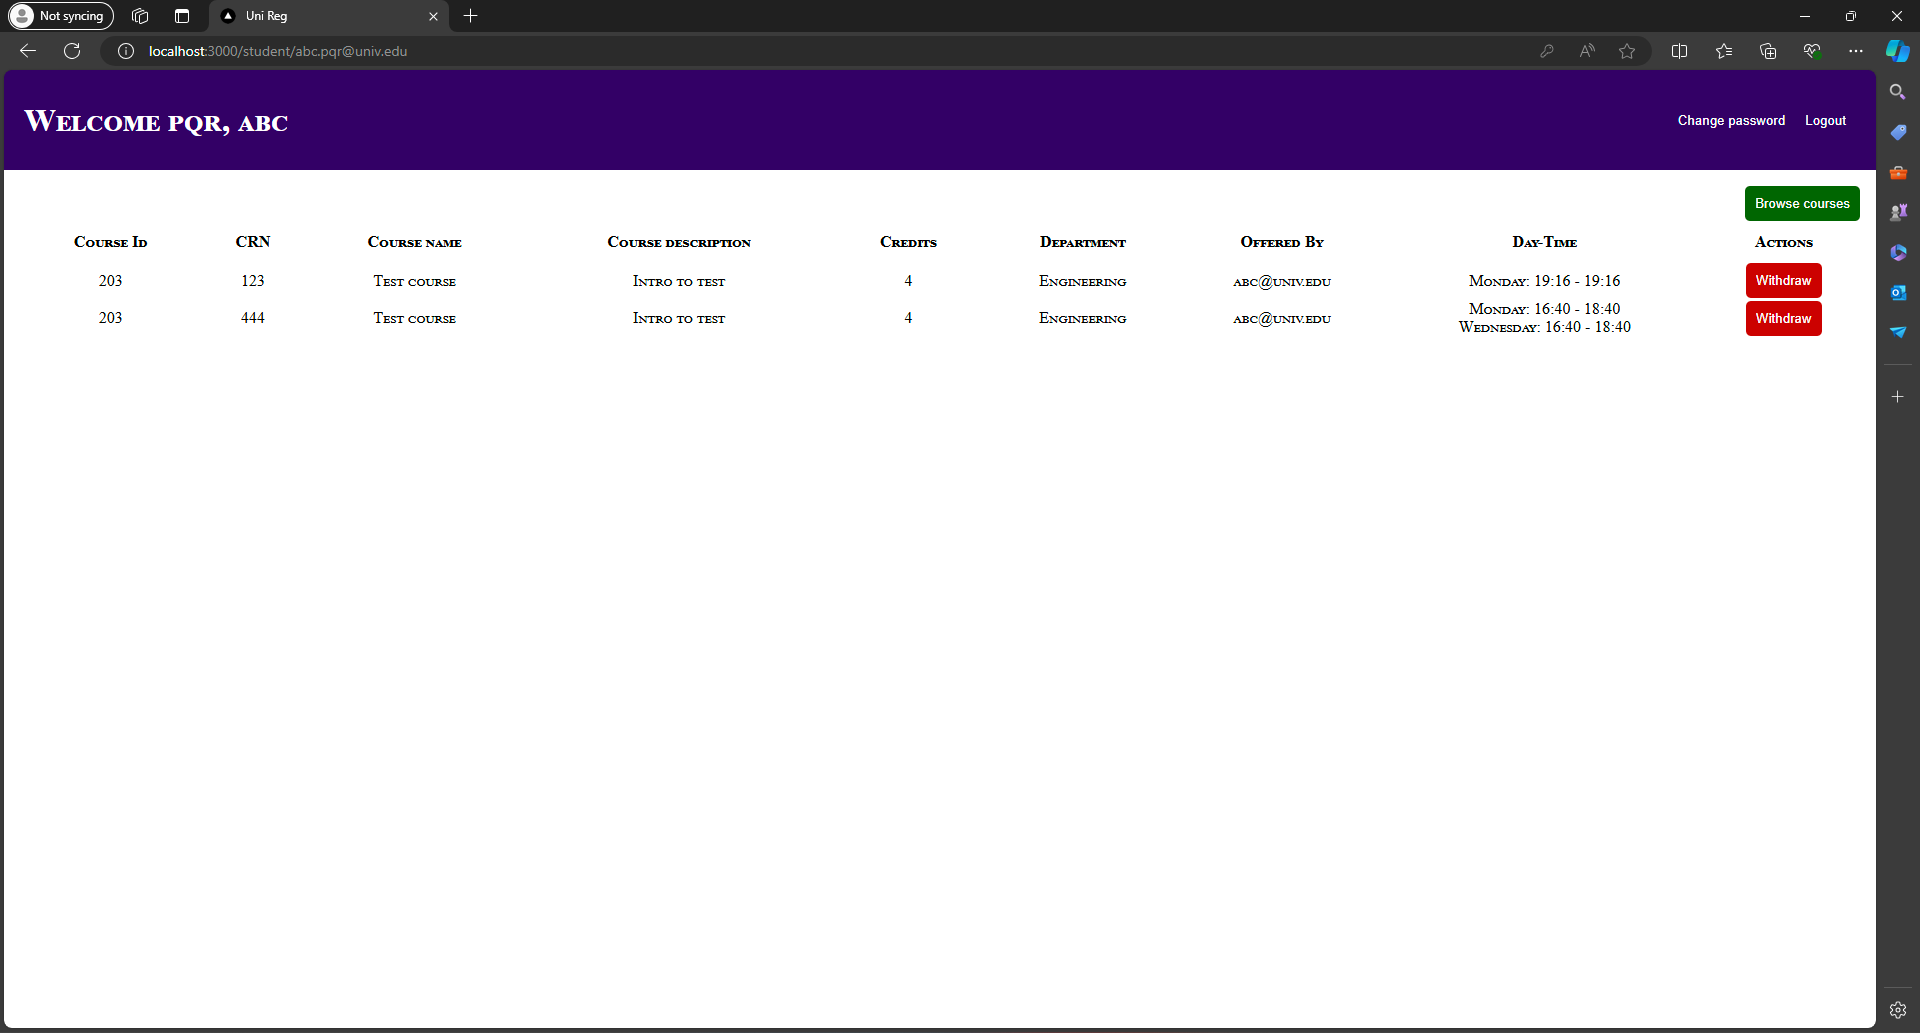 Not syncing
Uni Reg
localhost:3000/student/abc.pqr@univ.edu
Welcome pqr, abc
Change password Logout
Browse courses
Course Id CRN Course name Course description Credits Department Offered By Day-Time Actions
203 123 Test course Intro to test 4 Engineering abc@univ.edu Monday: 19:16 - 19:16 Withdraw
203 444 Test course Intro to test 4 Engineering abc@univ.edu Monday: 16:40 - 18:40 Withdraw
Wednesday: 16:40 - 18:40